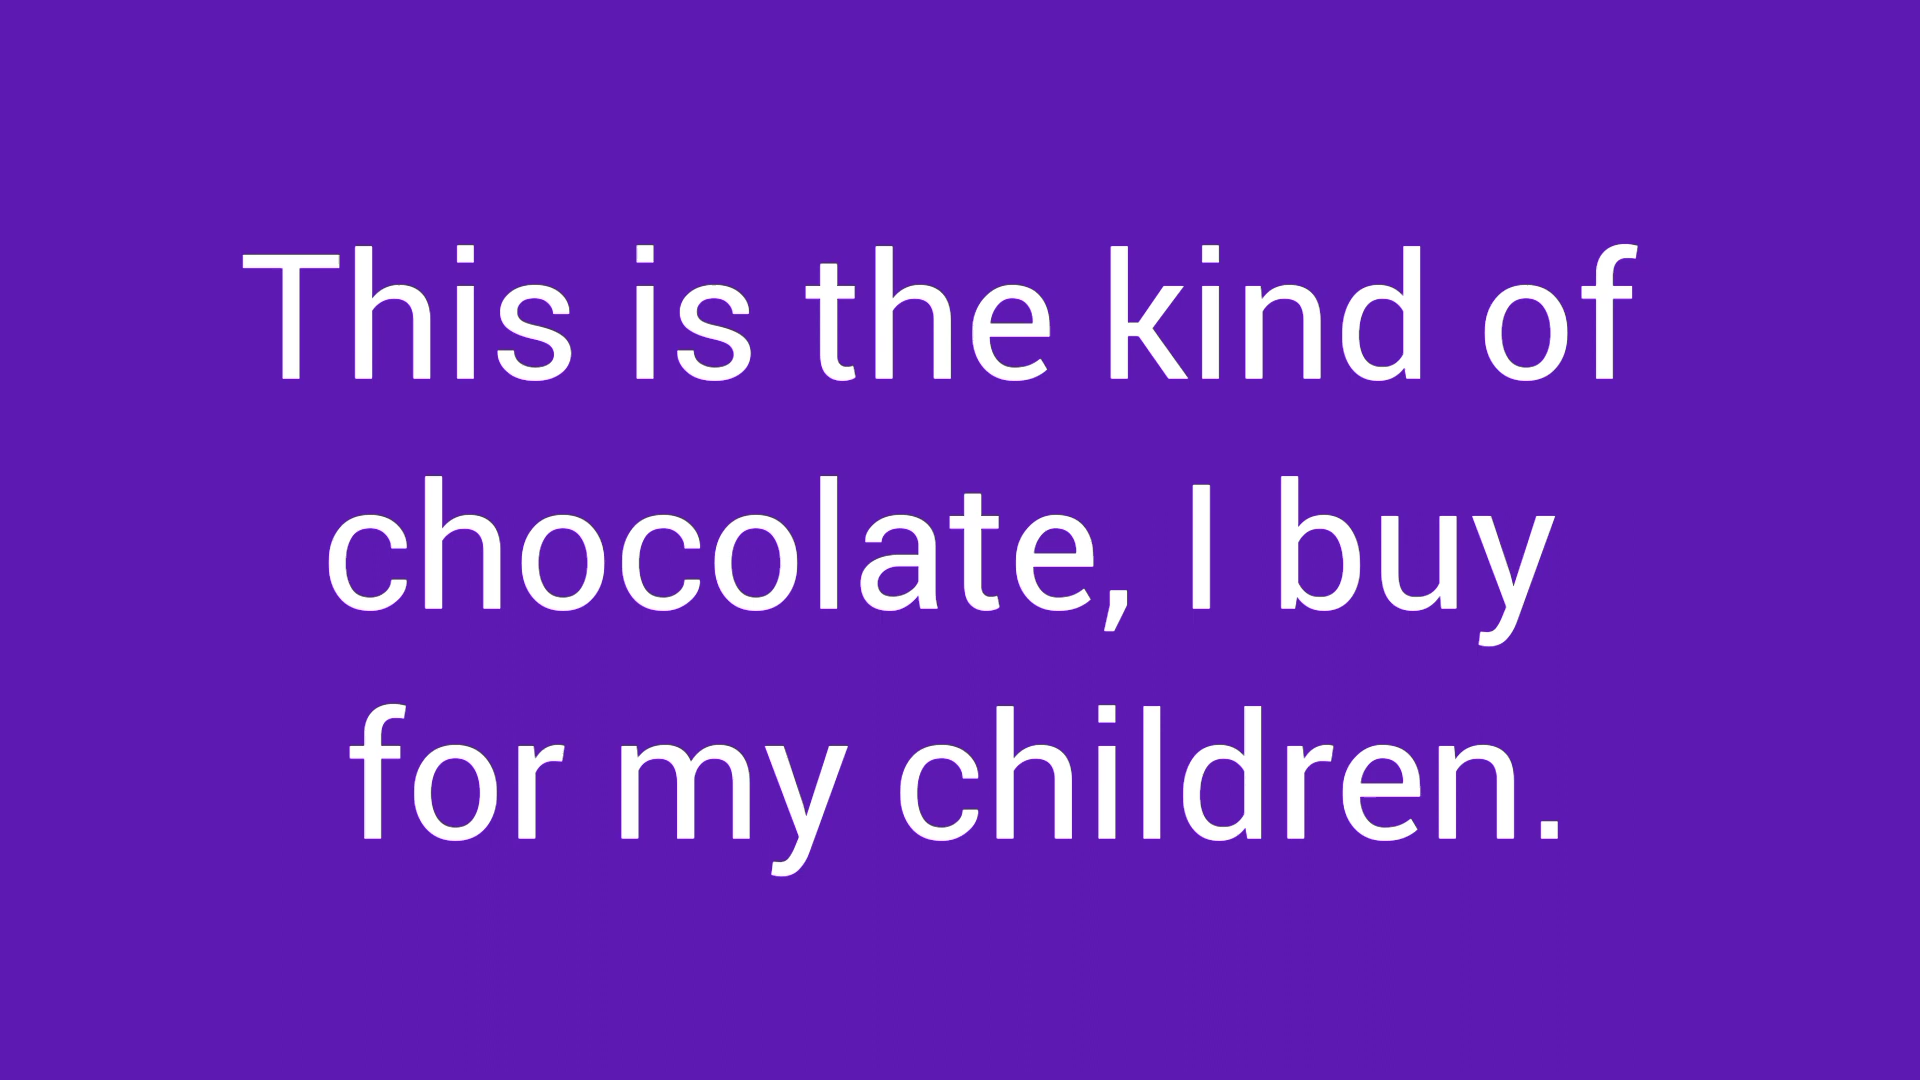 This is the kind of
chocolate, I buy
for my children.